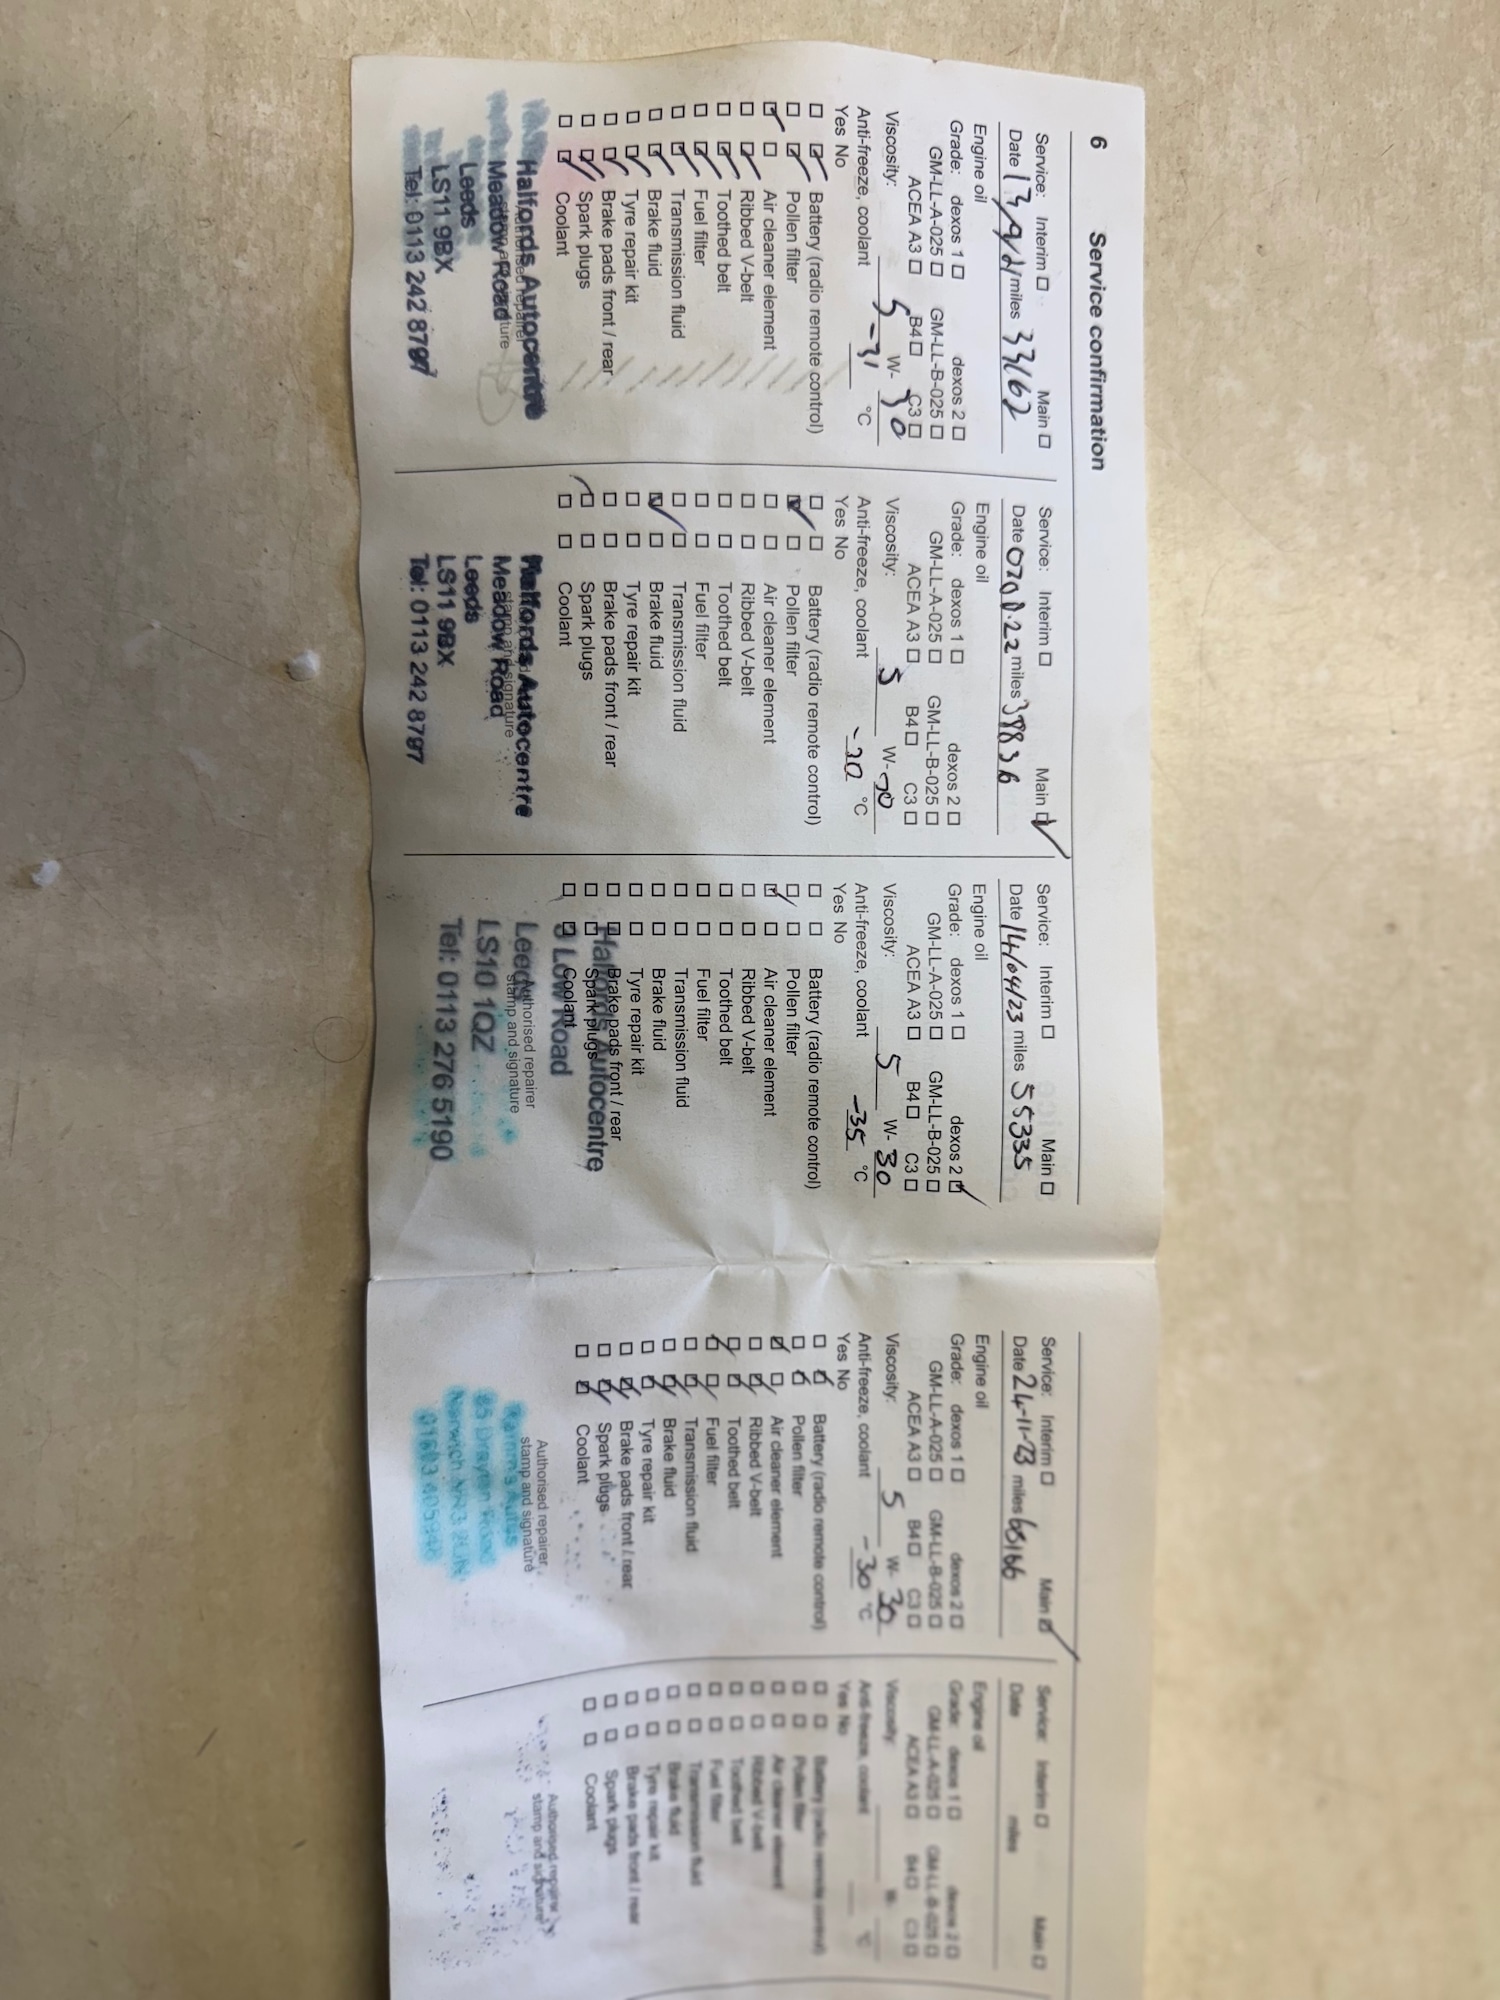 6 Service confirmation
Service: Interim ☐ Main ☐
Date 13/9/21 miles 33162
Engine oil
Grade: dexos 1 ☐ dexos 2 ☐
GM-LL-A-025 ☐ GM-LL-B-025 ☐
ACEA A3 ☐ B4 ☐ C3 ☐
Viscosity: 5 W- 30
Anti-freeze, coolant -31 °C
Yes No
☐ ☑ Battery (radio remote control)
☐ ☑ Pollen filter
☑ ☐ Air cleaner element
☐ ☑ Ribbed V-belt
☐ ☑ Toothed belt
☐ ☑ Fuel filter
☐ ☑ Transmission fluid
☐ ☑ Brake fluid
☐ ☑ Tyre repair kit
☐ ☑ Brake pads front / rear
☐ ☑ Spark plugs
☐ ☑ Coolant
Halfords Autocentre
Meadow Road
Leeds
LS11 9BX
Tel: 0113 242 8797
Service: Interim ☐ Main ☑
Date miles 38836
Engine oil
Grade: dexos 1 ☐ dexos 2 ☐
GM-LL-A-025 ☐ GM-LL-B-025 ☐
ACEA A3 ☐ B4 ☐ C3 ☐
Viscosity: 5 W- 30
Anti-freeze, coolant °C
Yes No
☐ ☐ Battery (radio remote control)
☑ ☐ Pollen filter
☐ ☐ Air cleaner element
☐ ☐ Ribbed V-belt
☐ ☐ Toothed belt
☐ ☐ Fuel filter
☐ ☐ Transmission fluid
☑ ☐ Brake fluid
☐ ☐ Tyre repair kit
☐ ☐ Brake pads front / rear
☑ ☐ Spark plugs
☐ ☐ Coolant
stamp and signature
Halfords Autocentre
Meadow Road
Leeds
LS11 9BX
Tel: 0113 242 8797
Service: Interim ☐ Main ☐
Date 14/04/23 miles 55335
Engine oil
Grade: dexos 1 ☐ dexos 2 ☑
GM-LL-A-025 ☐ GM-LL-B-025 ☐
ACEA A3 ☐ B4 ☐ C3 ☐
Viscosity: 5 W- 30
Anti-freeze, coolant -35 °C
Yes No
☐ ☐ Battery (radio remote control)
☐ ☐ Pollen filter
☑ ☐ Air cleaner element
☐ ☐ Ribbed V-belt
☐ ☐ Toothed belt
☐ ☐ Fuel filter
☐ ☐ Transmission fluid
☐ ☐ Brake fluid
☐ ☐ Tyre repair kit
☐ ☐ Brake pads front / rear
☐ ☐ Spark plugs
☐ ☐ Coolant
Authorised repairer
stamp and signature
Halfords Autocentre
Low Road
Leeds
LS10 1QZ
Tel: 0113 276 5190
Service: Interim ☐ Main ☑
Date 24-11-23 miles 65166
Engine oil
Grade: dexos 1 ☐ dexos 2 ☐
GM-LL-A-025 ☐ GM-LL-B-025 ☐
ACEA A3 ☐ B4 ☐ C3 ☐
Viscosity: 5 W- 30
Anti-freeze, coolant -30 °C
Yes No
☐ ☑ Battery (radio remote control)
☐ ☑ Pollen filter
☑ ☐ Air cleaner element
☐ ☑ Ribbed V-belt
☐ ☑ Toothed belt
☑ ☐ Fuel filter
☐ ☑ Transmission fluid
☐ ☑ Brake fluid
☐ ☑ Tyre repair kit
☐ ☑ Brake pads front / rear
☐ ☑ Spark plugs
☐ ☑ Coolant
Authorised repairer
stamp and signature
Norwich NR3
Service: Interim ☐ Main ☐
Date miles
Engine oil
Grade: dexos 1 ☐ dexos 2 ☐
GM-LL-A-025 ☐ GM-LL-B-025 ☐
ACEA A3 ☐ B4 ☐ C3 ☐
Viscosity: W-
Anti-freeze, coolant °C
Yes No
☐ ☐ Battery (radio remote control)
☐ ☐ Pollen filter
☐ ☐ Air cleaner element
☐ ☐ Ribbed V-belt
☐ ☐ Toothed belt
☐ ☐ Fuel filter
☐ ☐ Transmission fluid
☐ ☐ Brake fluid
☐ ☐ Tyre repair kit
☐ ☐ Brake pads front / rear
☐ ☐ Spark plugs
☐ ☐ Coolant
Authorised repairer
stamp and signature